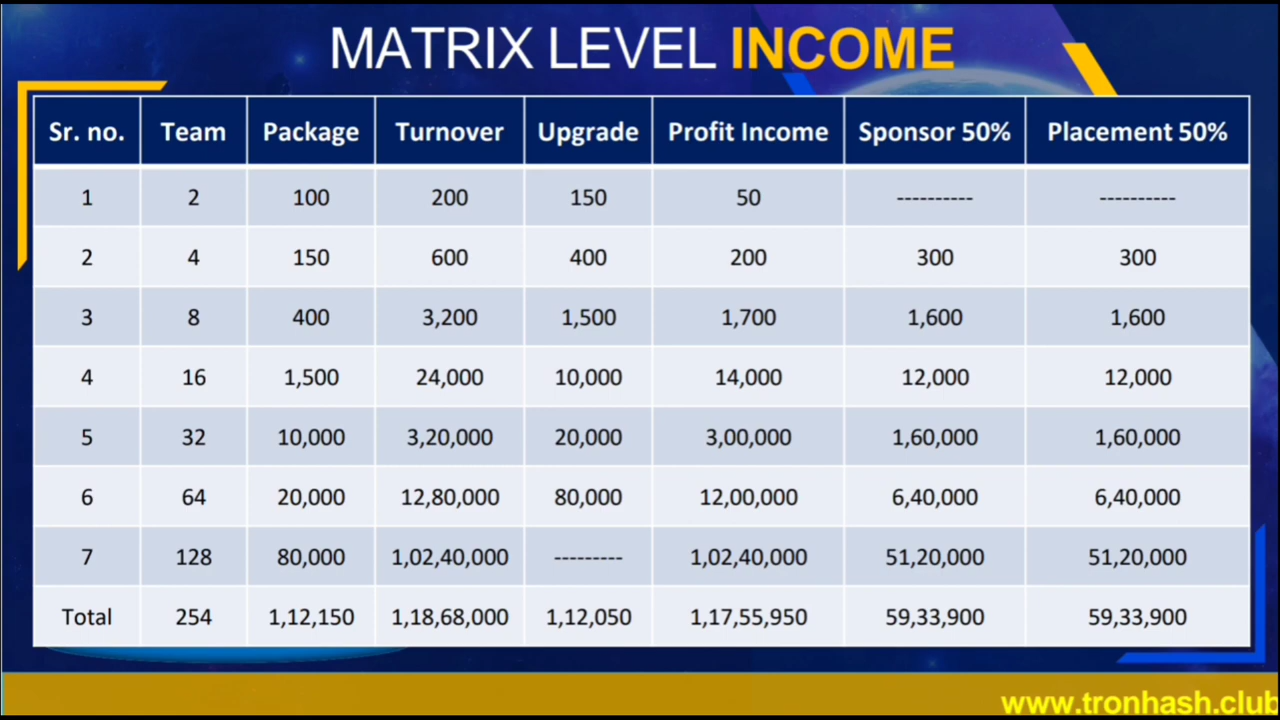 MATRIX LEVEL INCOME
Sr. no. Team Package Turnover Upgrade Profit Income Sponsor 50% Placement 50%
1 2 100 200 150 50 ---------- ----------
2 4 150 600 400 200 300 300
3 8 400 3,200 1,500 1,700 1,600 1,600
4 16 1,500 24,000 10,000 14,000 12,000 12,000
5 32 10,000 3,20,000 20,000 3,00,000 1,60,000 1,60,000
6 64 20,000 12,80,000 80,000 12,00,000 6,40,000 6,40,000
7 128 80,000 1,02,40,000 --------- 1,02,40,000 51,20,000 51,20,000
Total 254 1,12,150 1,18,68,000 1,12,050 1,17,55,950 59,33,900 59,33,900
www.tronhash.club